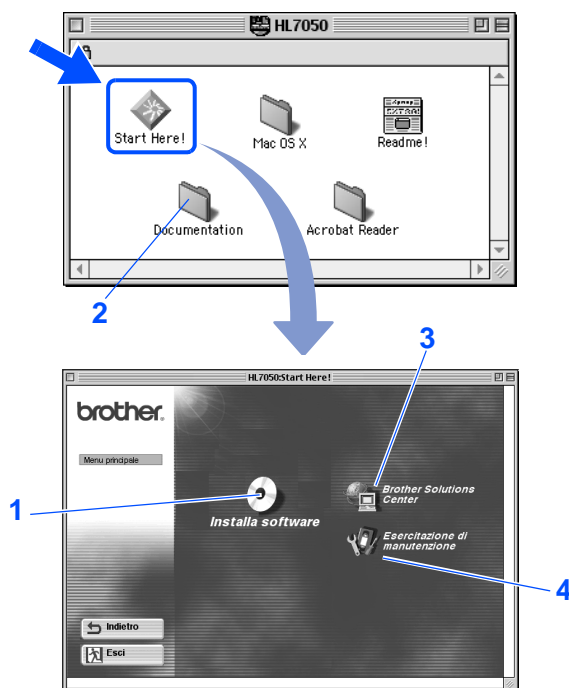 HL7050
Start Here!
Mac OS X
Readme!
Documentation
Acrobat Reader
2
3
HL7050:Start Here!
brother.
Menu principale
1
Installa software
Brother Solutions
Center
Esercitazione di
manutenzione
4
Indietro
Esci